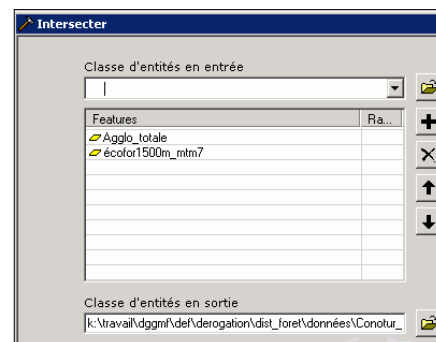 Intersecter
Classe d'entités en entrée
Features Ra...
Agglo_totale
écofor1500m_mtm7
Classe d'entités en sortie
k:\travail\dggmf\def\derogation\dist_foret\données\Conotur_